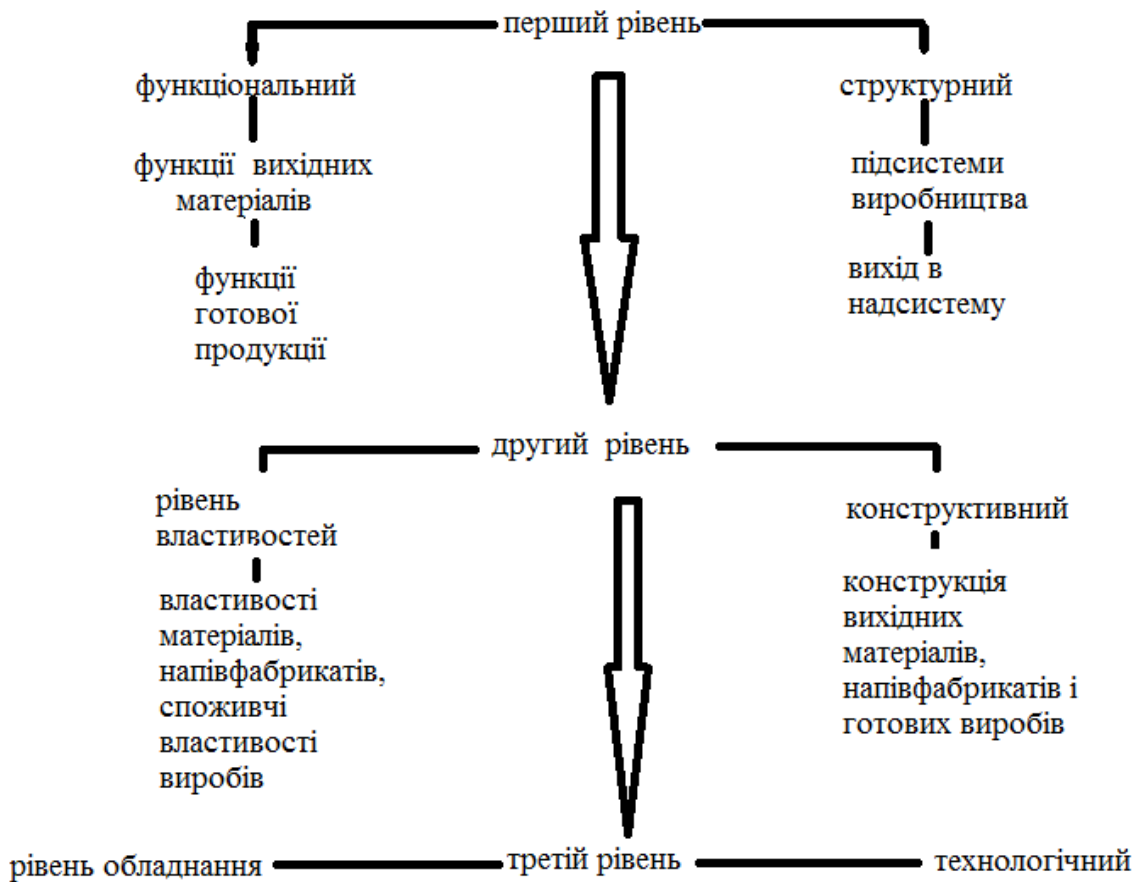 перший рівень
функціональний
структурний
функції вихідних
матеріалів
підсистеми
виробництва
функції
готової
продукції
вихід в
надсистему
другий рівень
рівень
властивостей
конструктивний
властивості
матеріалів,
напівфабрикатів,
споживчі
властивості
виробів
конструкція
вихідних
матеріалів,
напівфабрикатів і
готових виробів
рівень обладнання
третій рівень
технологічний